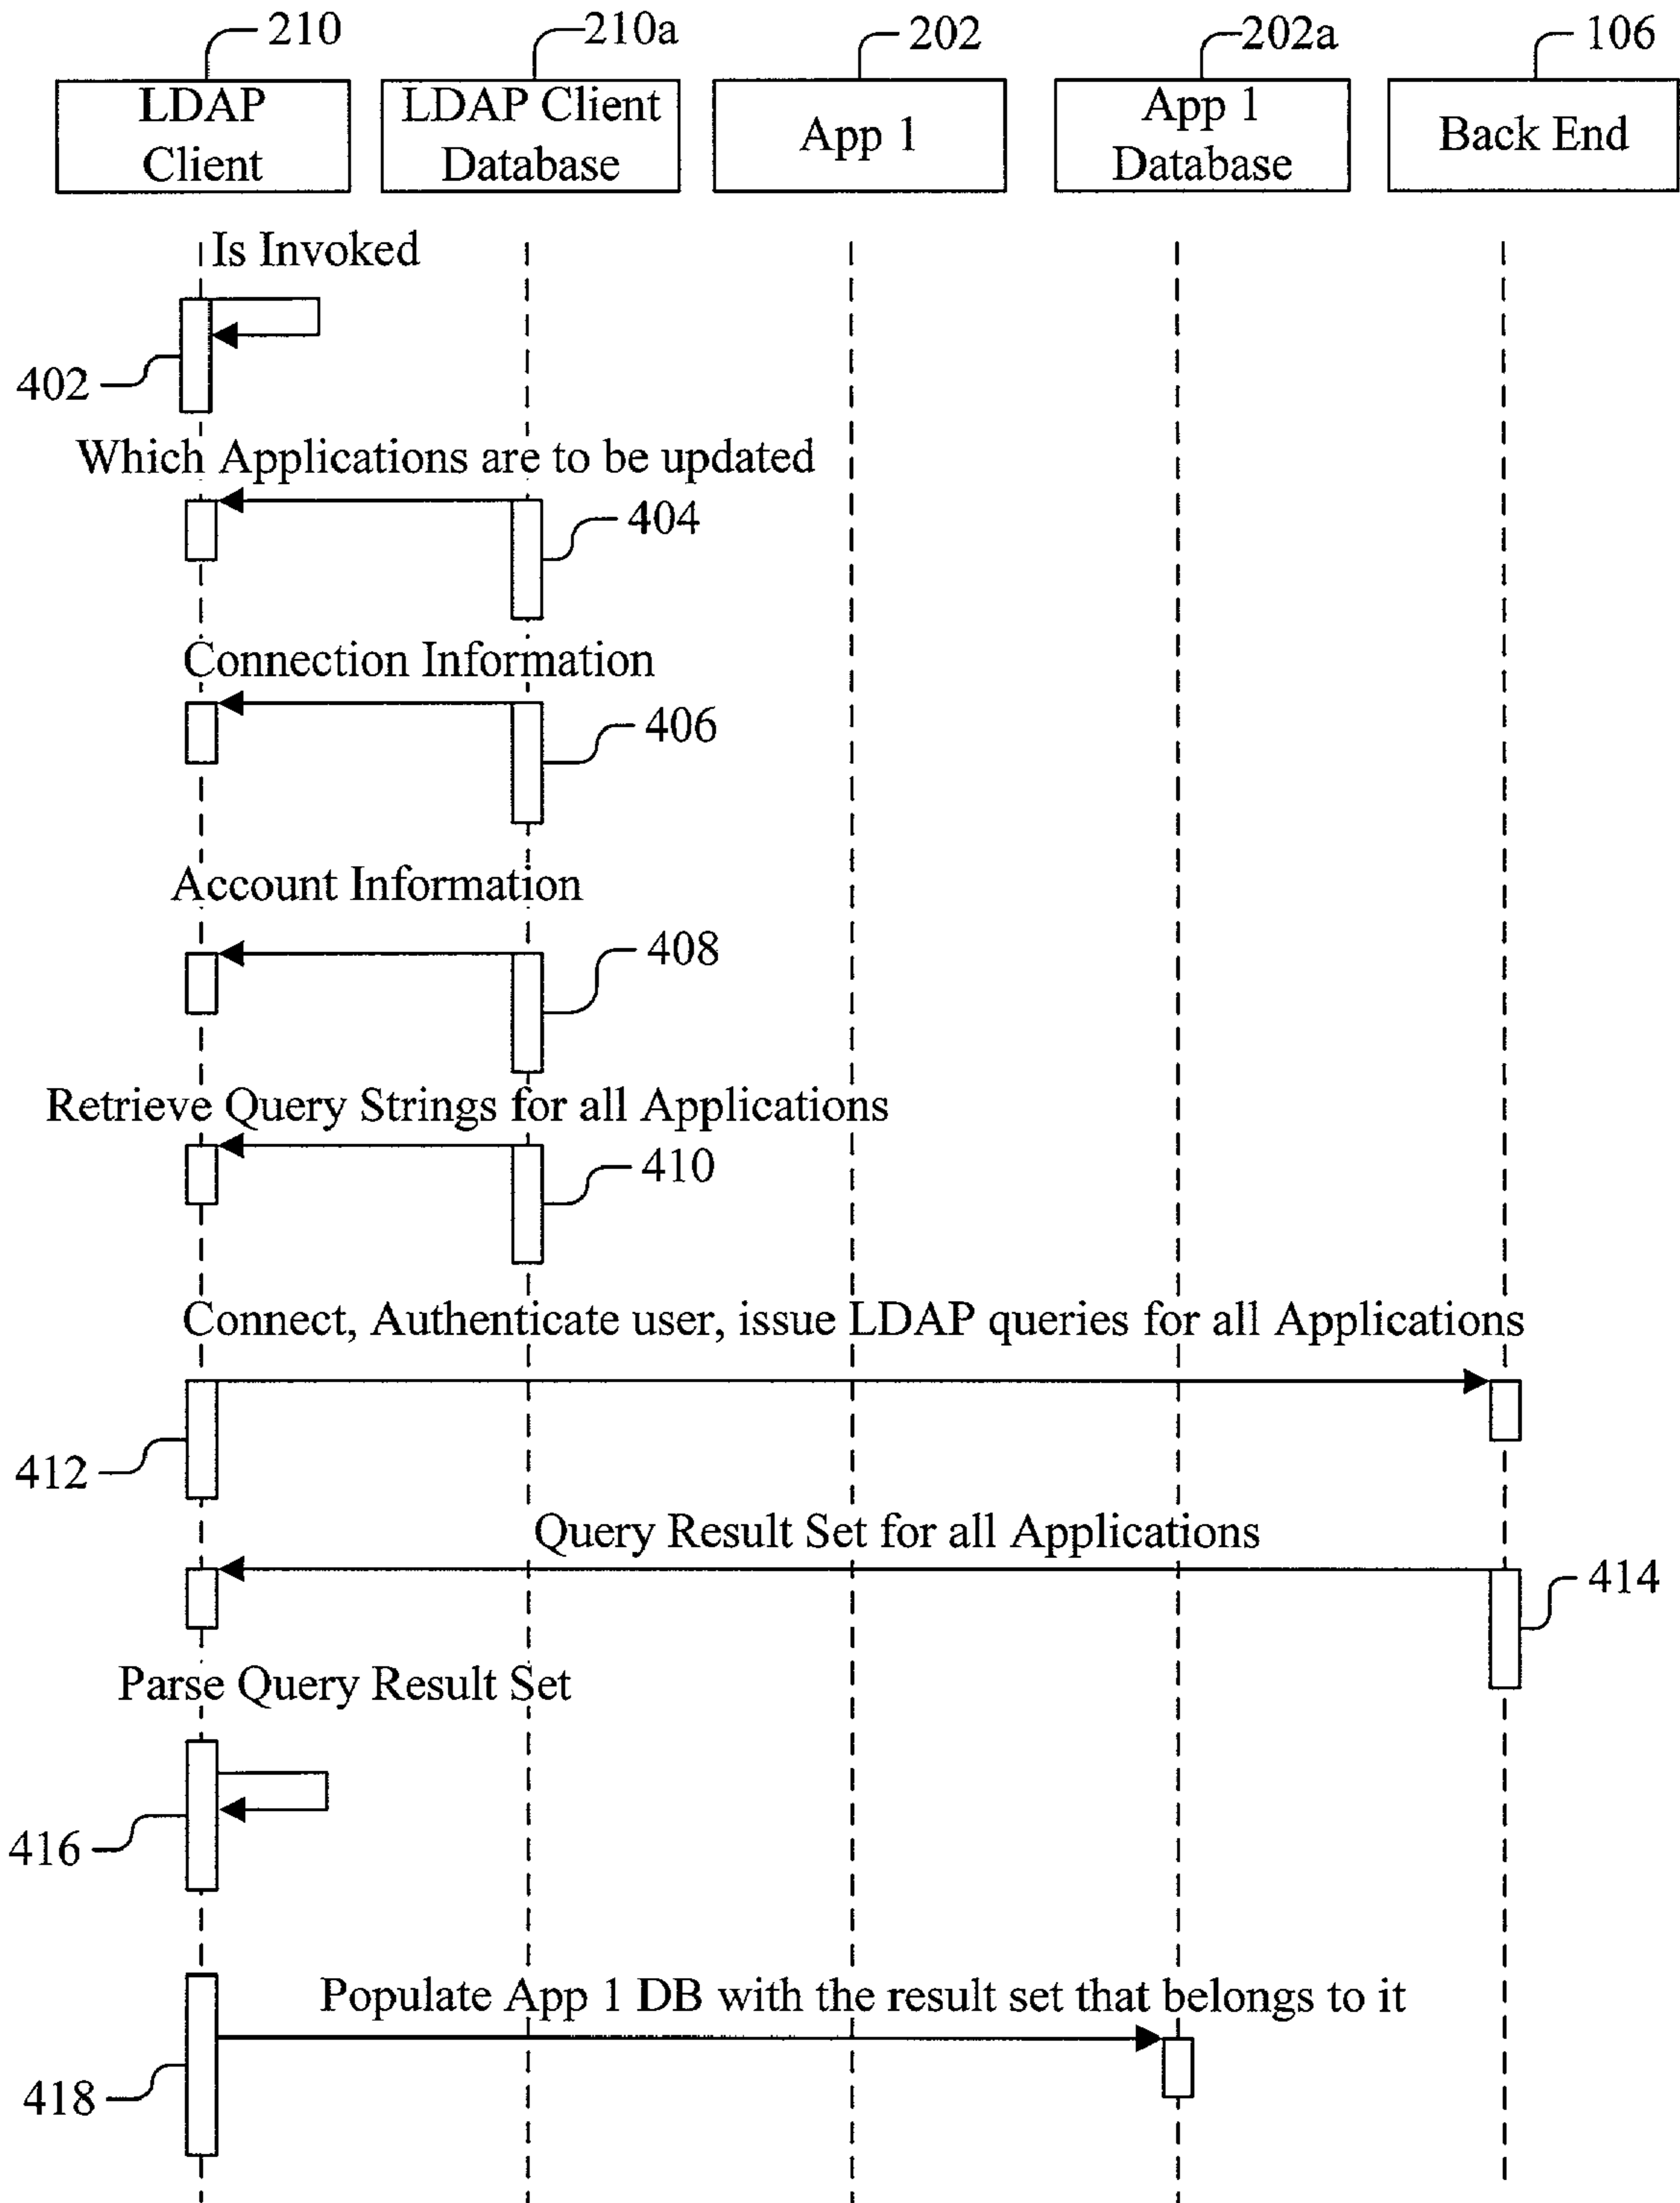 210
210a
202
202a
106
LDAP
Client
LDAP Client
Database
App 1
App 1
Database
Back End
Is Invoked
402
Which Applications are to be updated
404
Connection Information
406
Account Information
408
Retrieve Query Strings for all Applications
410
Connect, Authenticate user, issue LDAP queries for all Applications
412
Query Result Set for all Applications
414
Parse Query Result Set
416
Populate App 1 DB with the result set that belongs to it
418